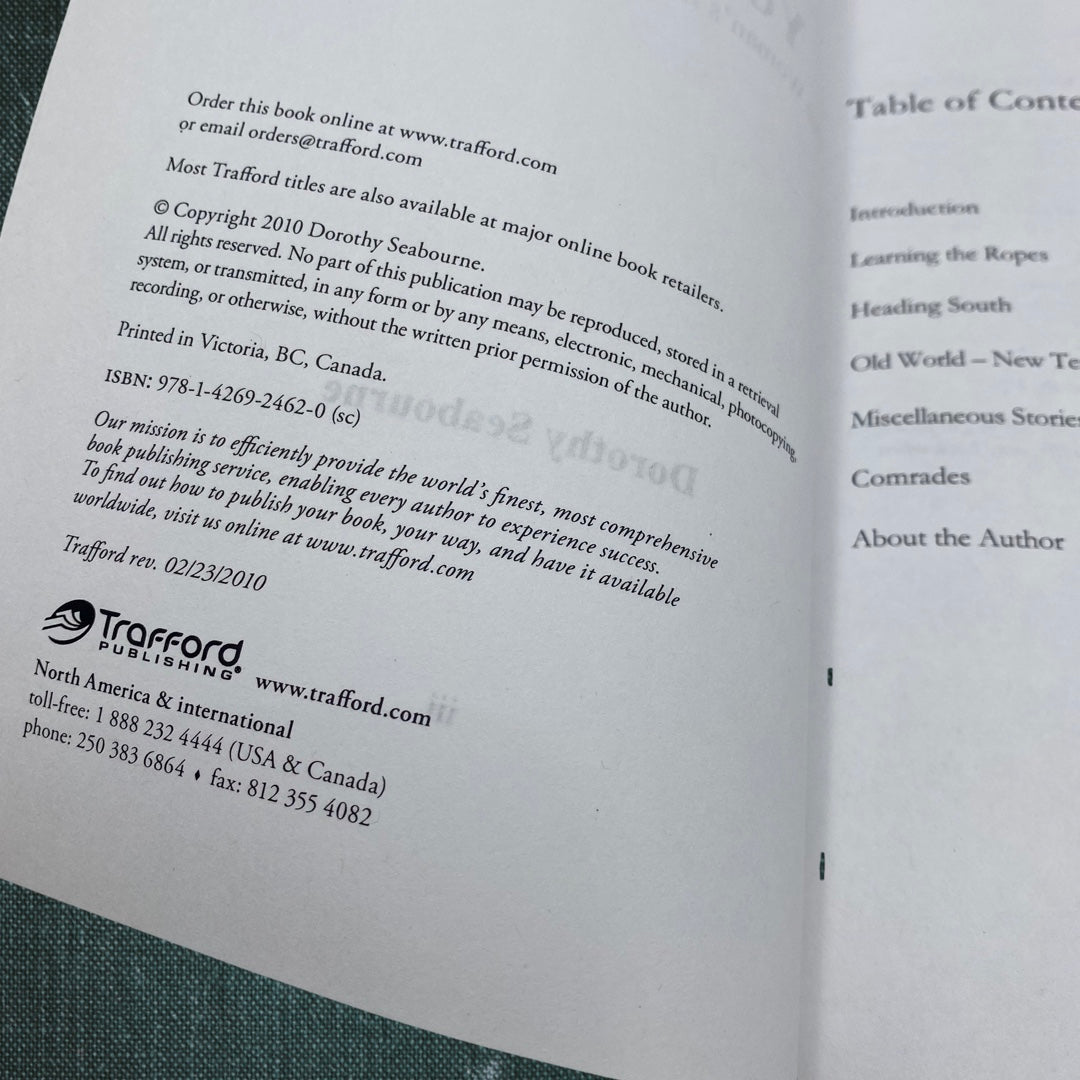 Order this book online at www.trafford.com
or email orders@trafford.com
Most Trafford titles are also available at major online book retailers.
© Copyright 2010 Dorothy Seabourne.
All rights reserved. No part of this publication may be reproduced, stored in a retrieval
system, or transmitted, in any form or by any means, electronic, mechanical, photocopying,
recording, or otherwise, without the written prior permission of the author.
Printed in Victoria, BC, Canada.
ISBN: 978-1-4269-2462-0 (sc)
Our mission is to efficiently provide the world's finest, most comprehensive
book publishing service, enabling every author to experience success.
To find out how to publish your book, your way, and have it available
worldwide, visit us online at www.trafford.com
Trafford rev. 02/23/2010
Trafford
PUBLISHING® www.trafford.com
North America & international
toll-free: 1 888 232 4444 (USA & Canada)
phone: 250 383 6864 ♦ fax: 812 355 4082
Dorothy Seabourne
iii
Table of Conte
Introduction
Learning the Ropes
Heading South
Old World – New Te
Miscellaneous Stories
Comrades
About the Author